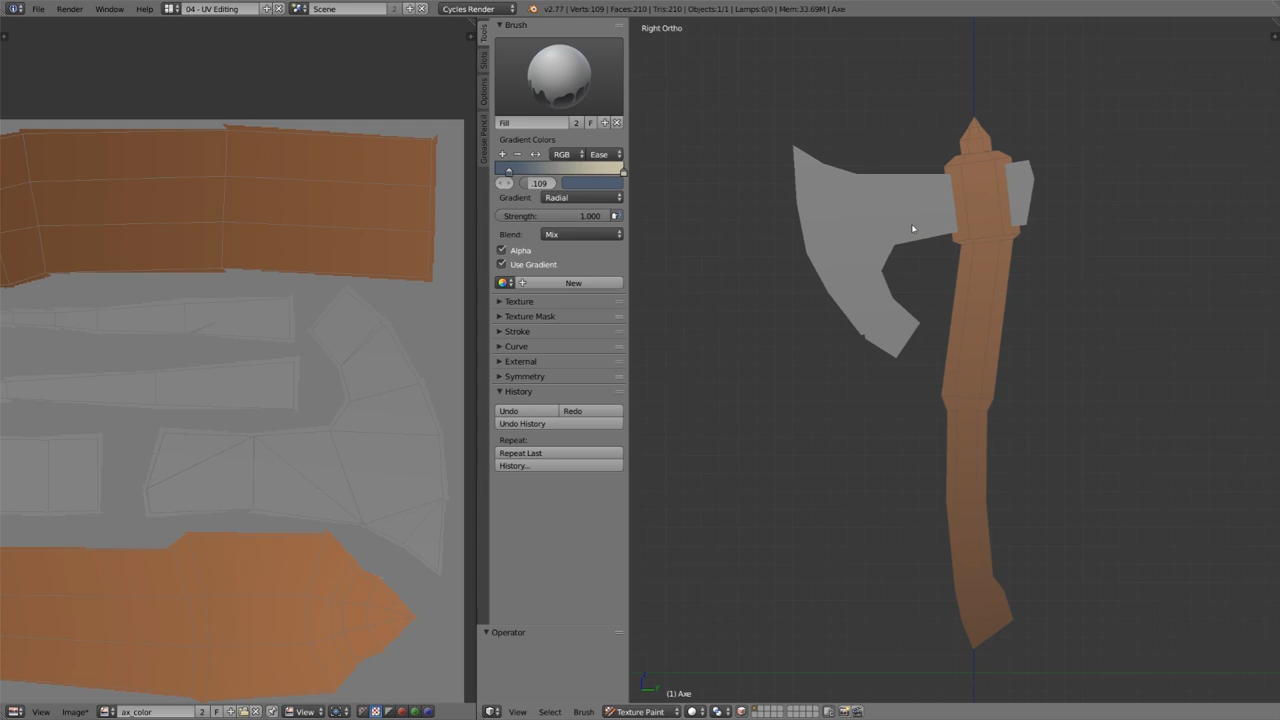 File Render Window Help 04 - UV Editing Scene 2 Cycles Render v2.77 | Verts:109 | Faces:210 | Tris:210 | Objects:1/1 | Lamps:0/0 | Mem:33.69M | Axe
Tools
Slots
Options
Grease Pencil
Brush
Fill 2 F
Gradient Colors
RGB Ease
.109
Gradient Radial
Strength: 1.000
Blend: Mix
Alpha
Use Gradient
New
Texture
Texture Mask
Stroke
Curve
External
Symmetry
History
Undo Redo
Undo History
Repeat:
Repeat Last
History...
Operator
Right Ortho
(1) Axe
View Image* ax_color 2 F View
View Select Brush Texture Paint